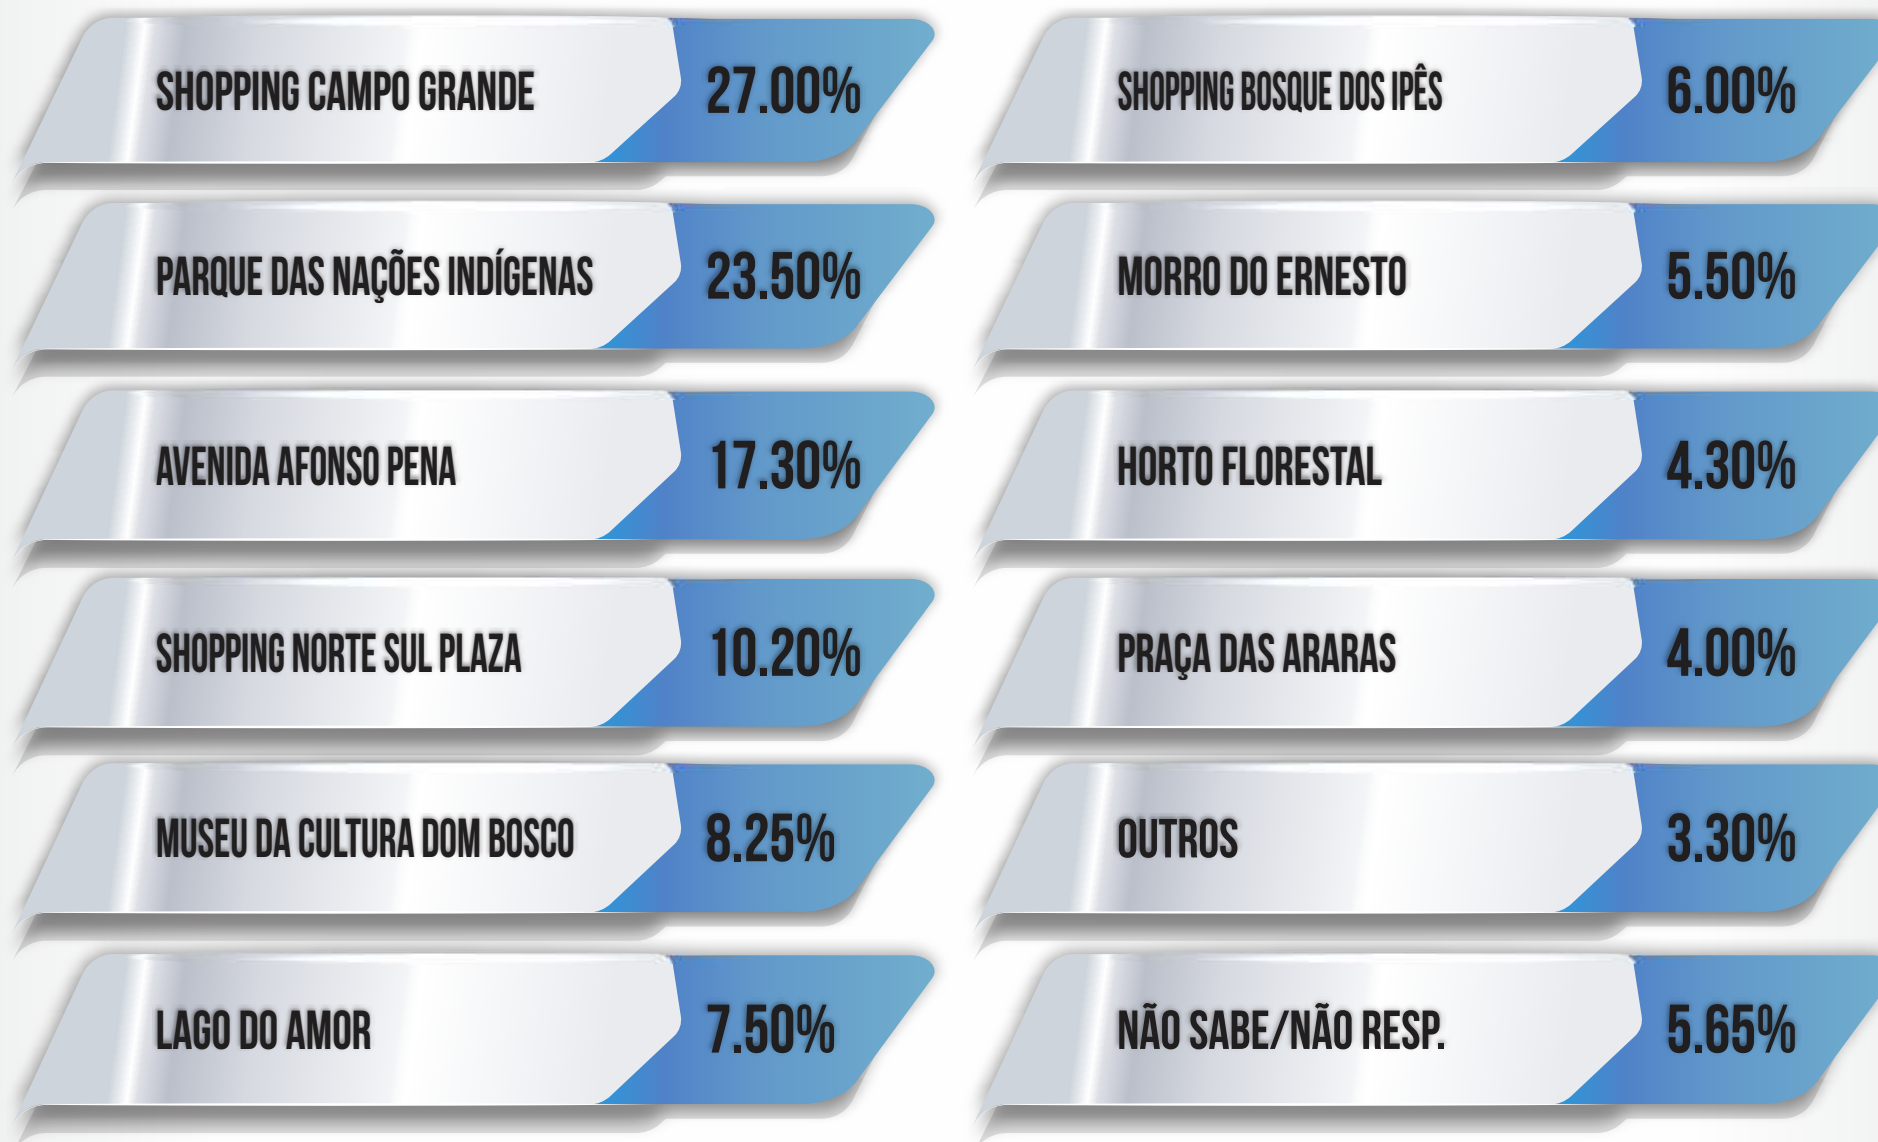 SHOPPING CAMPO GRANDE 27.00%
PARQUE DAS NAÇÕES INDÍGENAS 23.50%
AVENIDA AFONSO PENA 17.30%
SHOPPING NORTE SUL PLAZA 10.20%
MUSEU DA CULTURA DOM BOSCO 8.25%
LAGO DO AMOR 7.50%
SHOPPING BOSQUE DOS IPÊS 6.00%
MORRO DO ERNESTO 5.50%
HORTO FLORESTAL 4.30%
PRAÇA DAS ARARAS 4.00%
OUTROS 3.30%
NÃO SABE/NÃO RESP. 5.65%